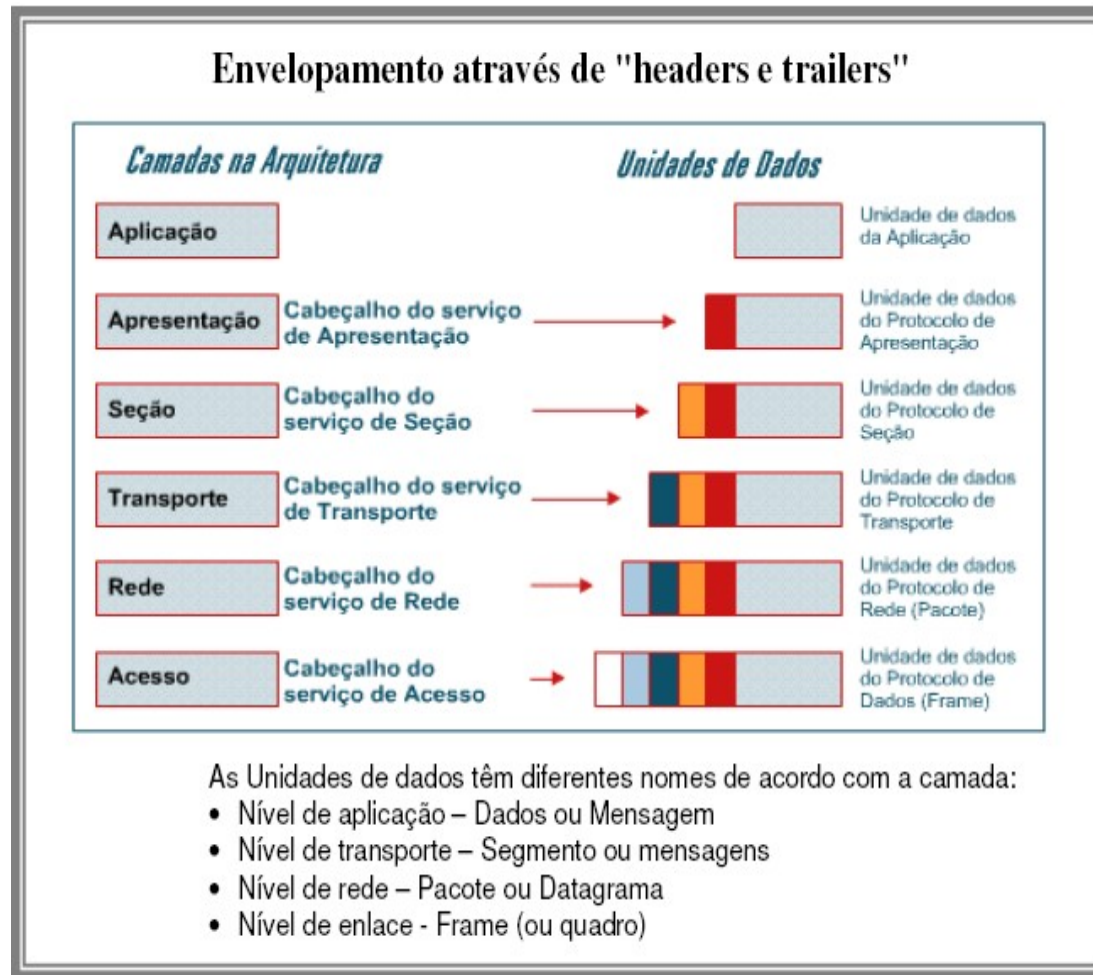 Envelopamento através de "headers e trailers"
Camadas na Arquitetura
Unidades de Dados
Aplicação
Unidade de dados
da Aplicação
Apresentação
Cabeçalho do serviço
de Apresentação
Unidade de dados
do Protocolo de
Apresentação
Seção
Cabeçalho do
serviço de Seção
Unidade de dados
do Protocolo de
Seção
Transporte
Cabeçalho do serviço
de Transporte
Unidade de dados
do Protocolo de
Transporte
Rede
Cabeçalho do
serviço de Rede
Unidade de dados
do Protocolo de
Rede (Pacote)
Acesso
Cabeçalho do
serviço de Acesso
Unidade de dados
do Protocolo de
Dados (Frame)
As Unidades de dados têm diferentes nomes de acordo com a camada:
• Nível de aplicação – Dados ou Mensagem
• Nível de transporte – Segmento ou mensagens
• Nível de rede – Pacote ou Datagrama
• Nível de enlace - Frame (ou quadro)